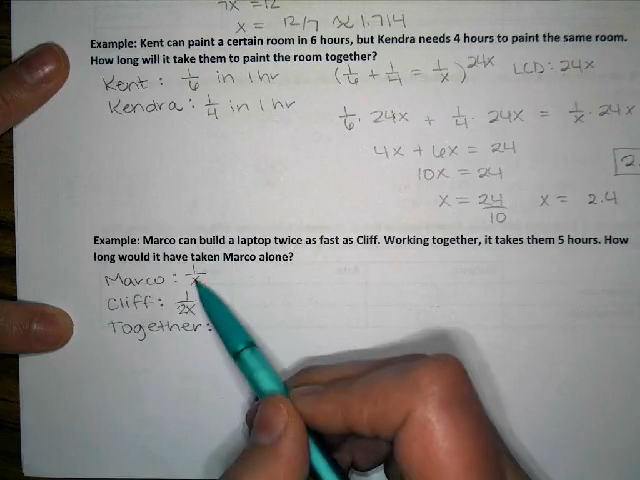 7x = 12
x = 12/7 ≈ 1.714
Example: Kent can paint a certain room in 6 hours, but Kendra needs 4 hours to paint the same room.
How long will it take them to paint the room together?
Kent: 1/6 in 1 hr (1/6 + 1/4 = 1/x) 24x LCD: 24x
Kendra: 1/4 in 1 hr
1/6 · 24x + 1/4 · 24x = 1/x · 24x
4x + 6x = 24
10x = 24
x = 24/10 x = 2.4
2.
Example: Marco can build a laptop twice as fast as Cliff. Working together, it takes them 5 hours. How
long would it have taken Marco alone?
Marco: 1/x
Cliff: 1/2x
Together: